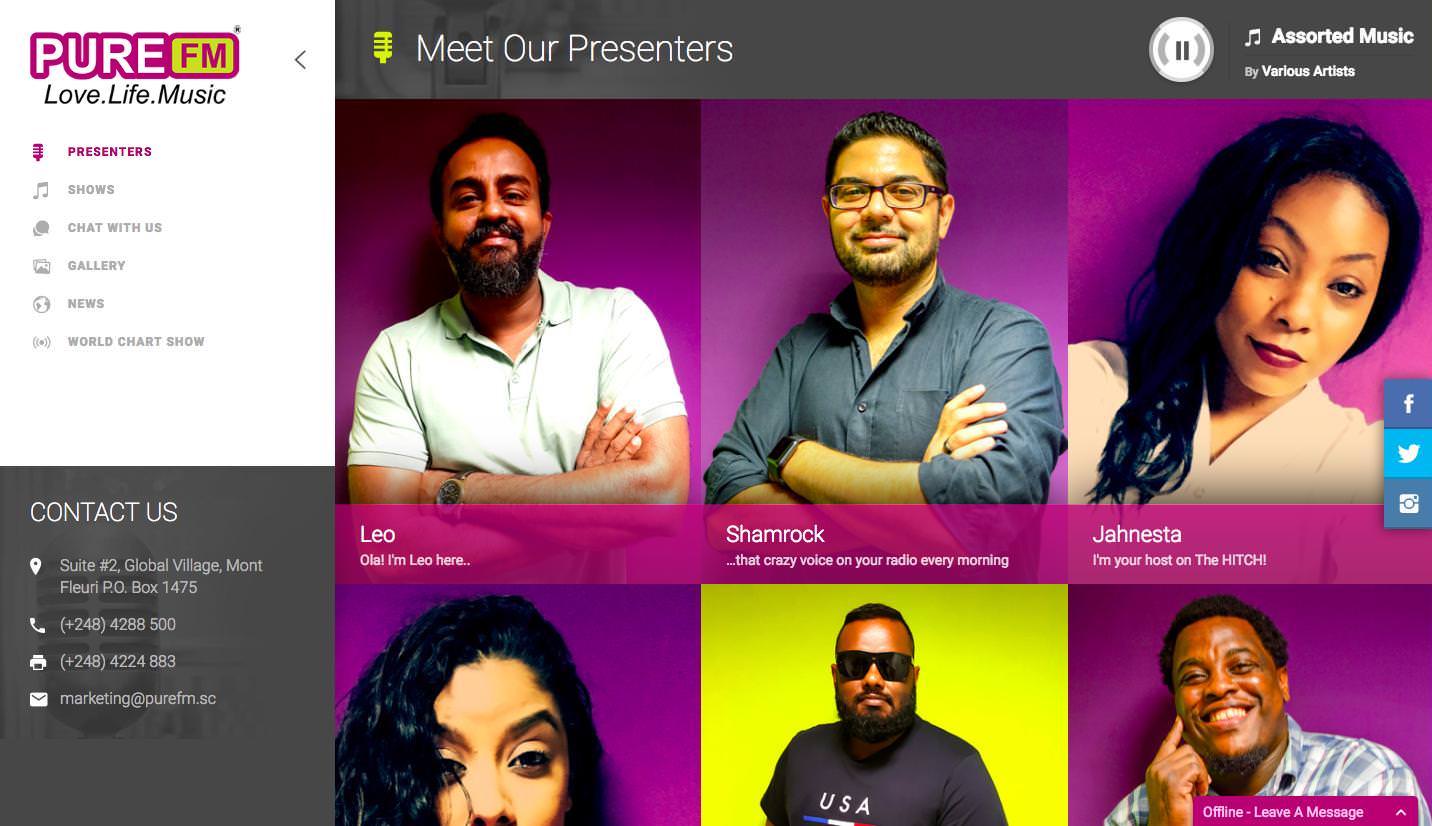 PURE FM®
Love.Life.Music
PRESENTERS
SHOWS
CHAT WITH US
GALLERY
NEWS
WORLD CHART SHOW
CONTACT US
Suite #2, Global Village, Mont
Fleuri P.O. Box 1475
(+248) 4288 500
(+248) 4224 883
marketing@purefm.sc
Meet Our Presenters
Assorted Music
By Various Artists
Leo
Ola! I'm Leo here..
Shamrock
...that crazy voice on your radio every morning
Jahnesta
I'm your host on The HITCH!
USA
Offline - Leave A Message